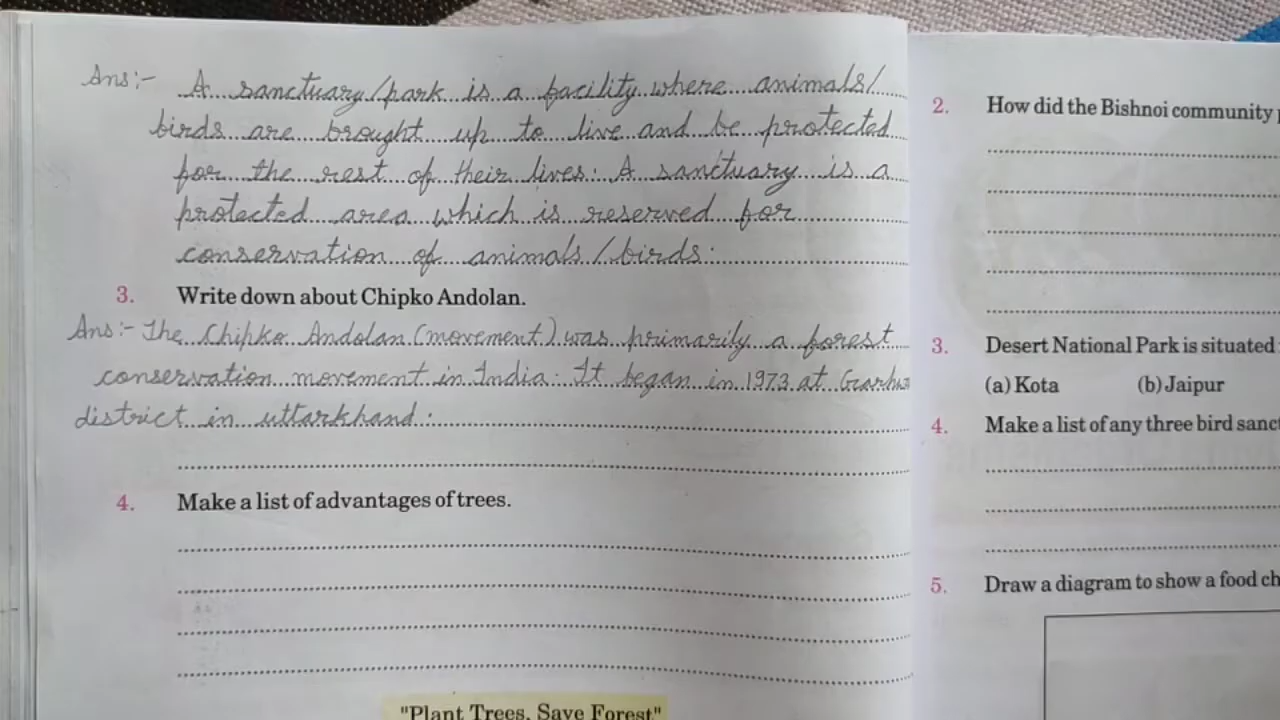 Ans:- A sanctuary/park is a facility where animals/
birds are brought up to live and be protected
for the rest of their lives. A sanctuary is a
protected area which is reserved for
conservation of animals/birds.
3. Write down about Chipko Andolan.
Ans:- The Chipko Andolan (movement) was primarily a forest
conservation movement in India. It began in 1973 at
district in uttarkhand.
4. Make a list of advantages of trees.
"Plant Trees, Save Forest"
2. How did the Bishnoi community
3. Desert National Park is situated
(a) Kota (b) Jaipur
4. Make a list of any three bird
5. Draw a diagram to show a food